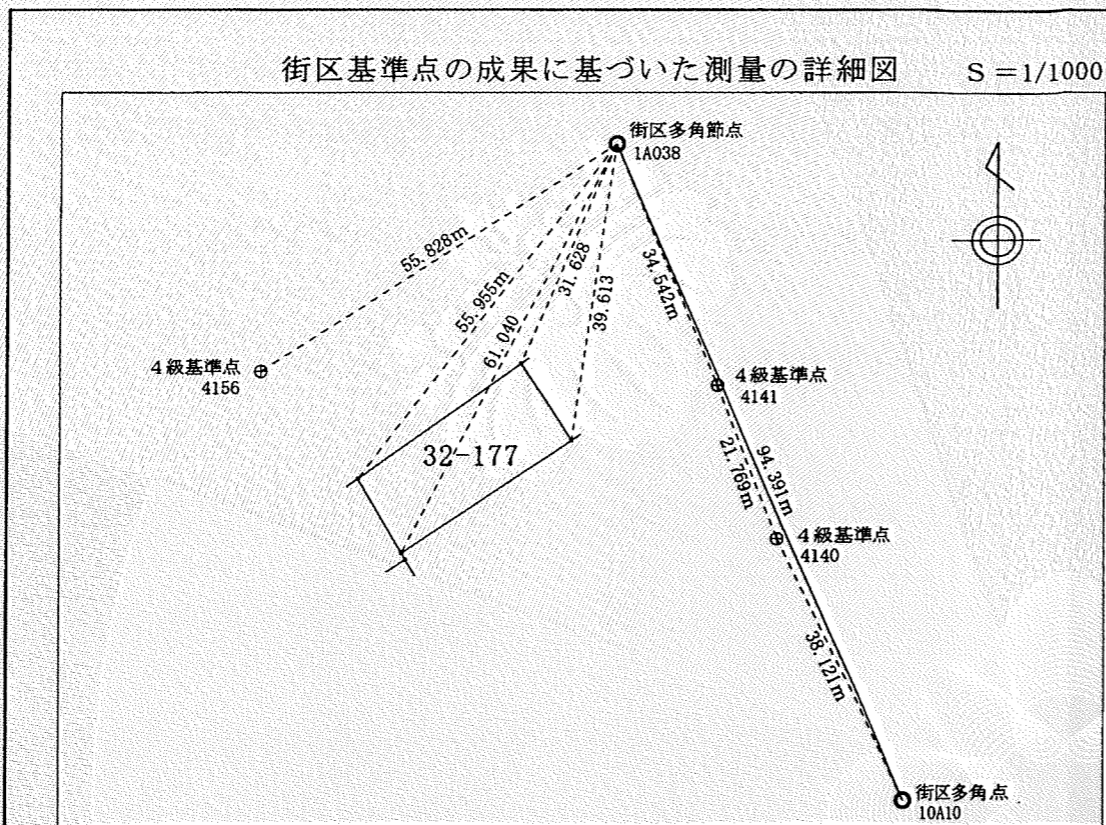 街区基準点の成果に基づいた測量の詳細図 S＝1/1000
街区多角節点
1A038
55.828m
55.955m
61.040
31.628
39.613
34.542m
4級基準点
4156
4級基準点
4141
32-177
21.769m
94.391m
4級基準点
4140
38.121m
街区多角点
10A10